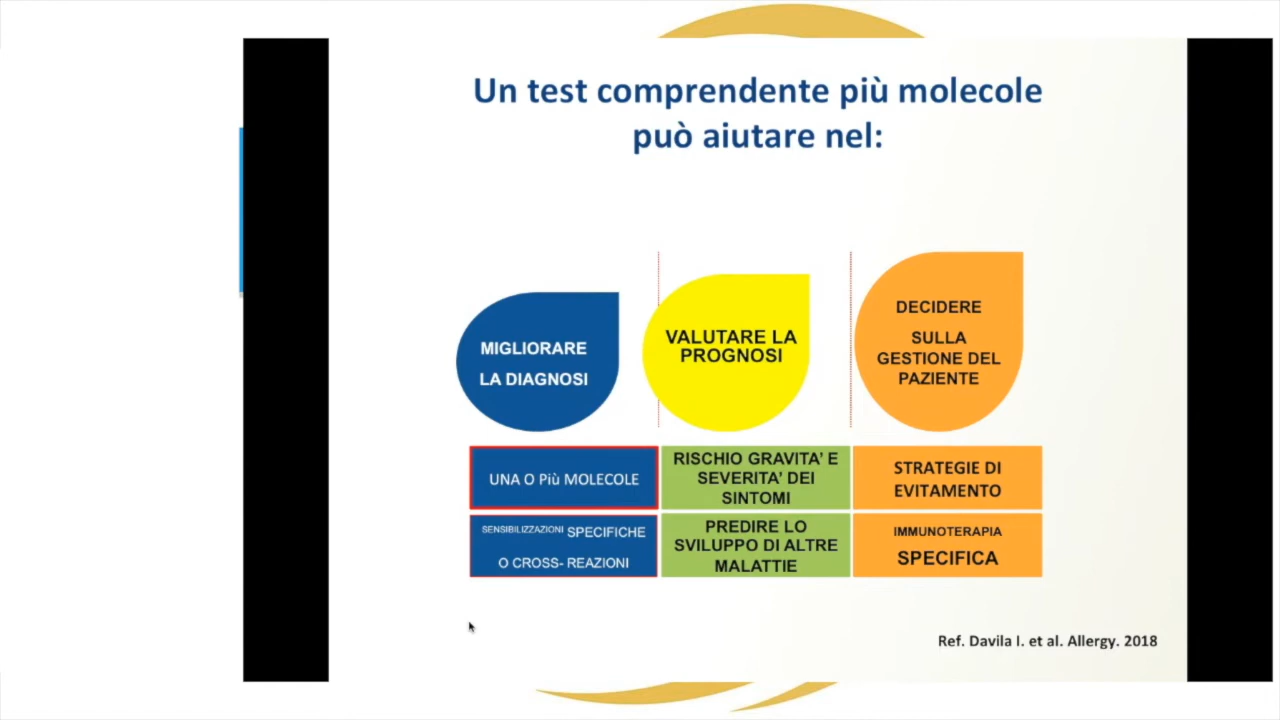 Un test comprendente più molecole
può aiutare nel:
MIGLIORARE
LA DIAGNOSI
VALUTARE LA
PROGNOSI
DECIDERE
SULLA
GESTIONE DEL
PAZIENTE
UNA O Più MOLECOLE
RISCHIO GRAVITA' E
SEVERITA' DEI
SINTOMI
STRATEGIE DI
EVITAMENTO
SENSIBILIZZAZIONI SPECIFICHE
O CROSS- REAZIONI
PREDIRE LO
SVILUPPO DI ALTRE
MALATTIE
IMMUNOTERAPIA
SPECIFICA
Ref. Davila I. et al. Allergy. 2018